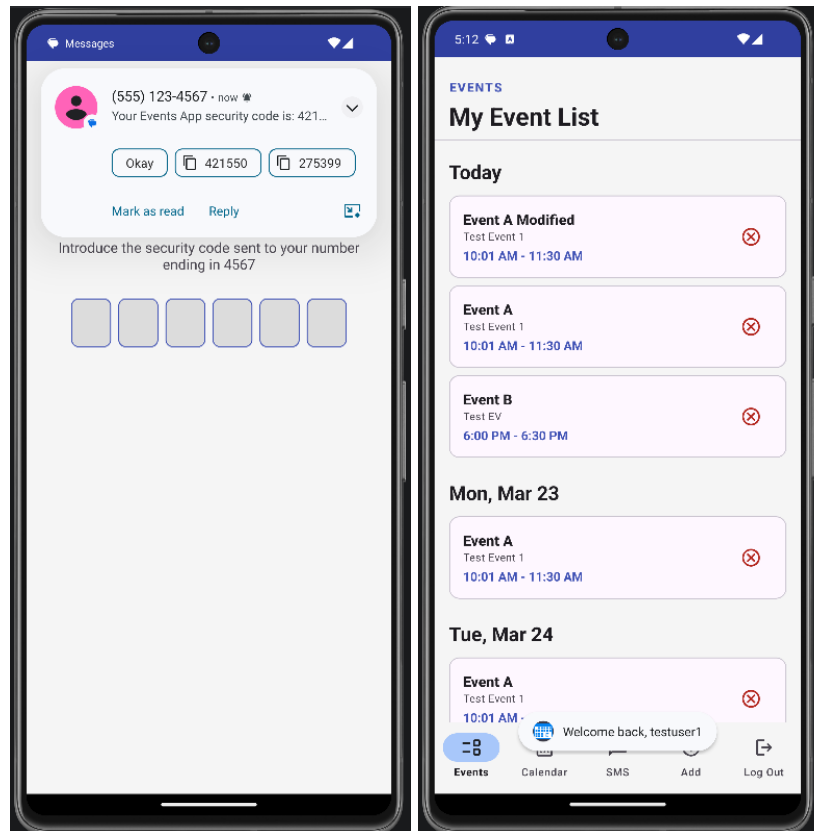 Messages
(555) 123-4567 • now
Your Events App security code is: 421...
Okay
421550
275399
Mark as read Reply
Introduce the security code sent to your number
ending in 4567
5:12
EVENTS
My Event List
Today
Event A Modified
Test Event 1
10:01 AM - 11:30 AM
Event A
Test Event 1
10:01 AM - 11:30 AM
Event B
Test EV
6:00 PM - 6:30 PM
Mon, Mar 23
Event A
Test Event 1
10:01 AM - 11:30 AM
Tue, Mar 24
Event A
Test Event 1
10:01 AM -
Welcome back, testuser1
Events Calendar SMS Add Log Out